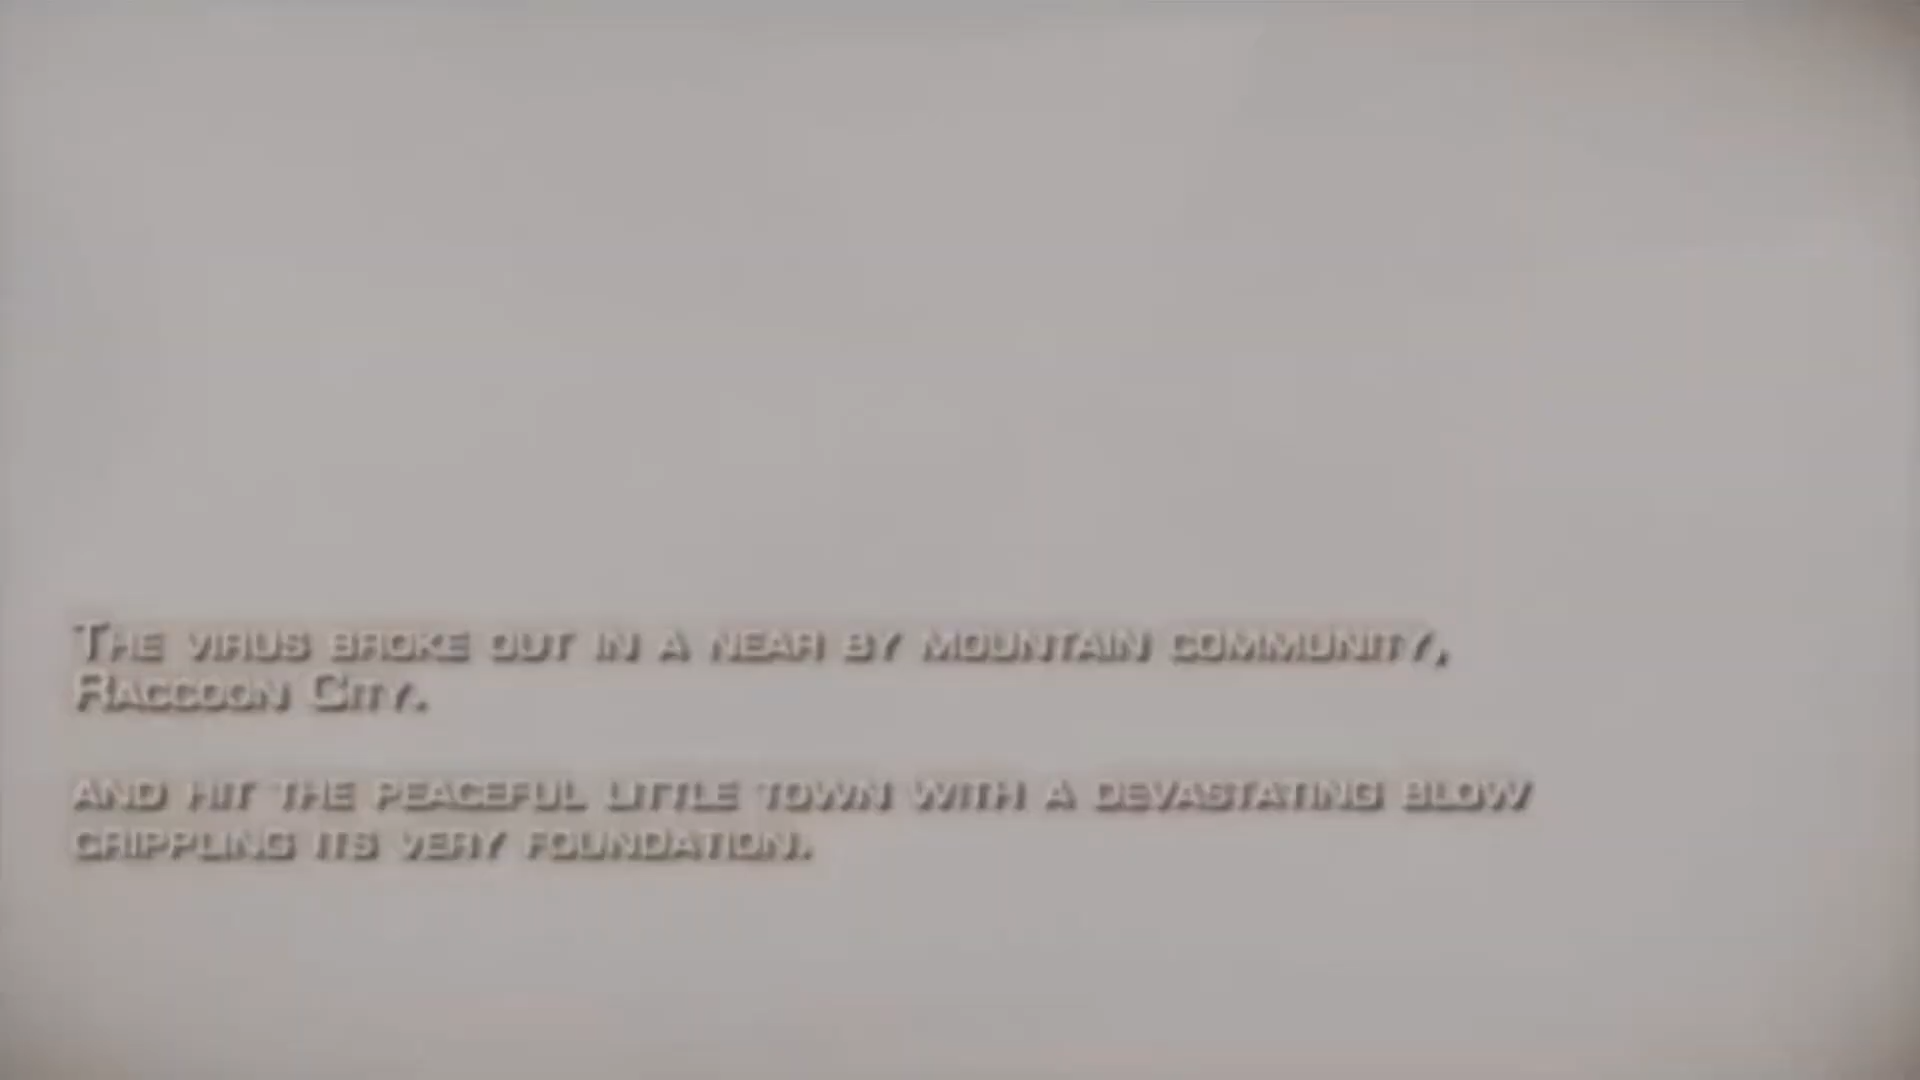 The virus broke out in a near by mountain community,
Raccoon City.
and hit the peaceful little town with a devastating blow
crippling its very foundation.